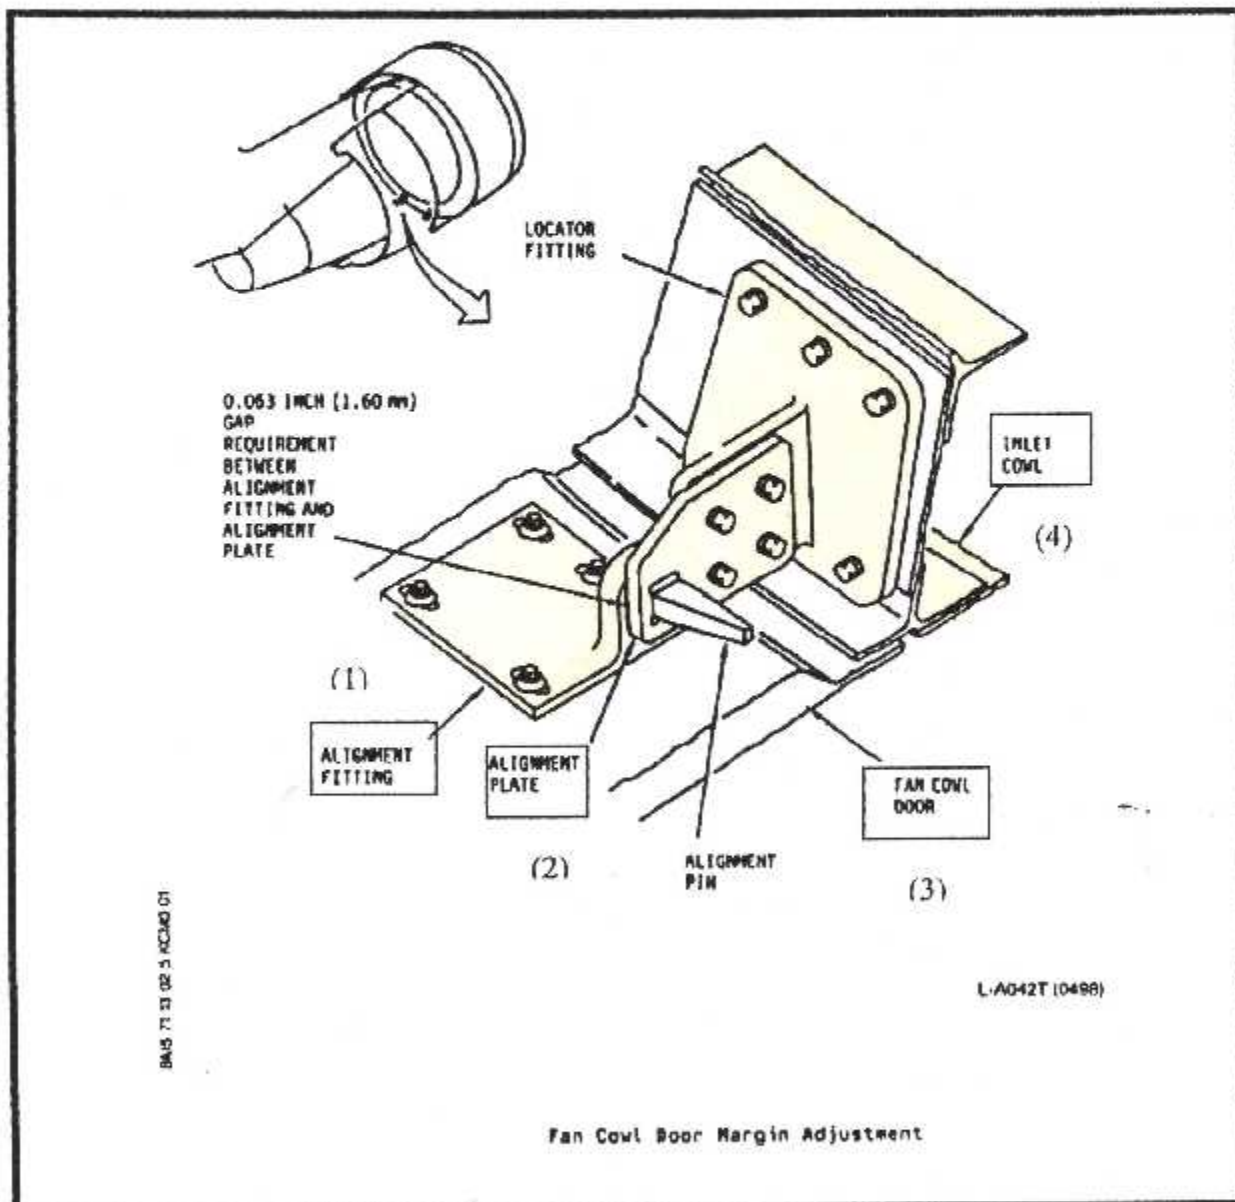 LOCATOR
FITTING
0.063 INCH (1.60 mm)
GAP
REQUIREMENT
BETWEEN
ALIGNMENT
FITTING AND
ALIGNMENT
PLATE
INLET
COWL
(4)
(1)
ALIGNMENT
FITTING
ALIGNMENT
PLATE
(2)
ALIGNMENT
PIN
FAN COWL
DOOR
(3)
L-A042T (0498)
Fan Cowl Door Margin Adjustment